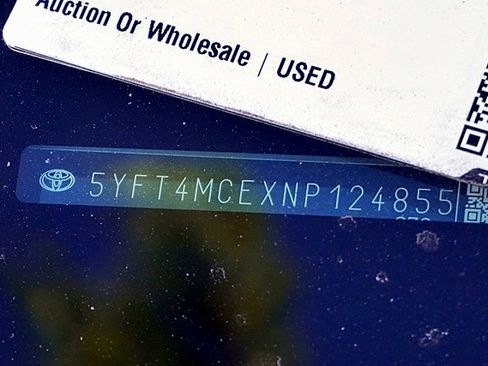 Auction Or Wholesale | USED
5YFT4MCEXNP124855